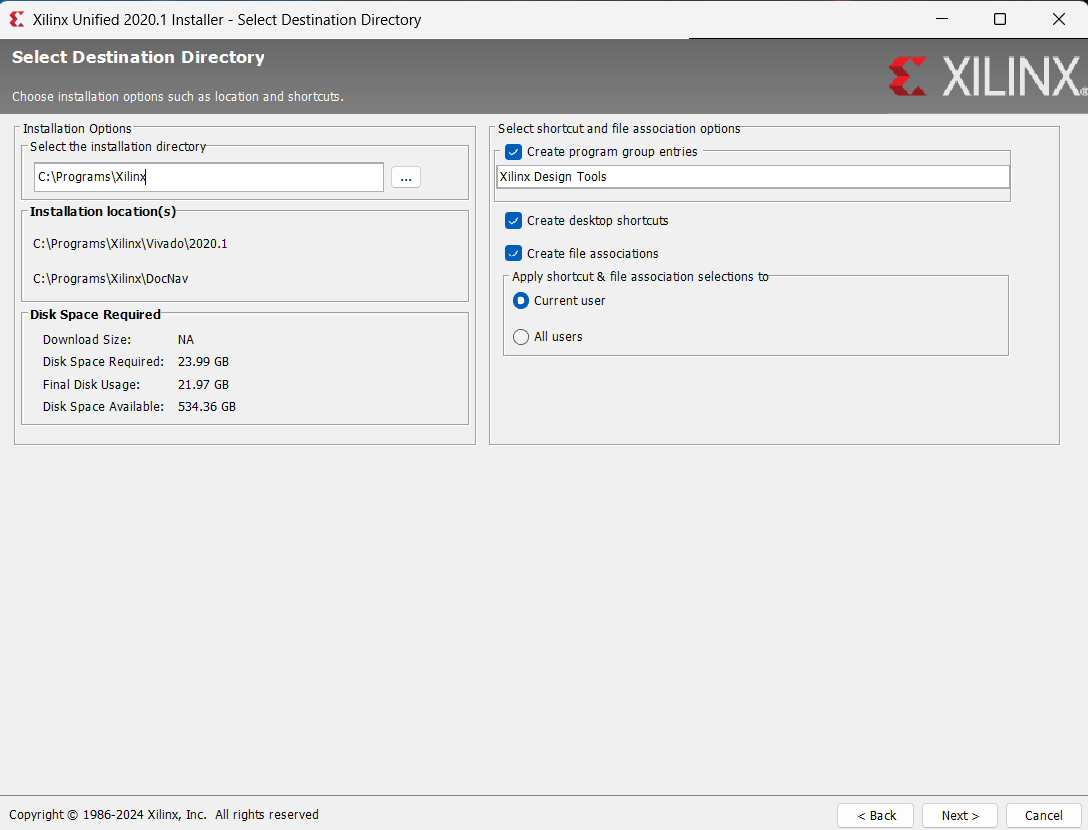 Xilinx Unified 2020.1 Installer - Select Destination Directory
Select Destination Directory
Choose installation options such as location and shortcuts.
XILINX®
Installation Options
Select the installation directory
C:\Programs\Xilinx
...
Installation location(s)
C:\Programs\Xilinx\Vivado\2020.1
C:\Programs\Xilinx\DocNav
Disk Space Required
Download Size: NA
Disk Space Required: 23.99 GB
Final Disk Usage: 21.97 GB
Disk Space Available: 534.36 GB
Select shortcut and file association options
Create program group entries
Xilinx Design Tools
Create desktop shortcuts
Create file associations
Apply shortcut & file association selections to
Current user
All users
Copyright © 1986-2024 Xilinx, Inc. All rights reserved
< Back
Next >
Cancel